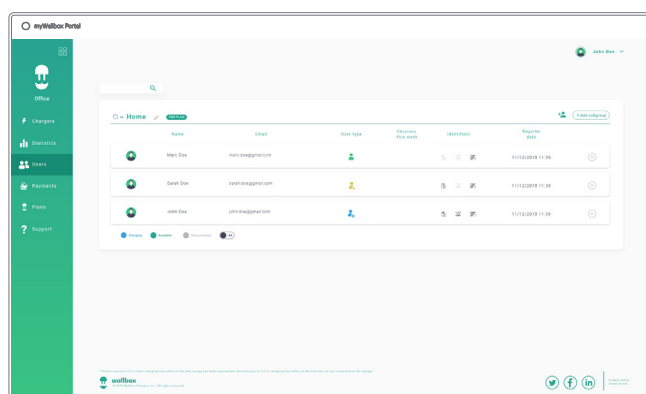 myWallbox Portal
John Doe
Office
Chargers
Statistics
Users
Payments
Plans
Support
Home
+ Add subgroup
Name Email User type Sessions this week Identifiers Register date
Marc Doe marc.doe@gmail.com 11/12/2019 11:35
Sarah Doe sarah.doe@gmail.com 11/12/2019 11:35
John Doe john.doe@gmail.com 11/12/2019 11:35
Charging Available Disconnected All
wallbox